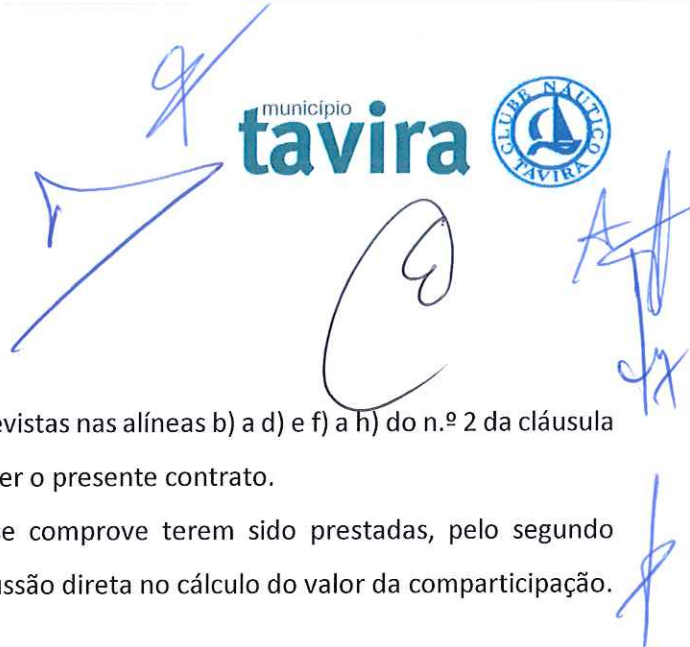 município
tavira
CLUBE NÁUTICO
TAVIRA
evistas nas alíneas b) a d) e f) a h) do n.º 2 da cláusula
er o presente contrato.
se comprove terem sido prestadas, pelo segundo
ussão direta no cálculo do valor da comparticipação.